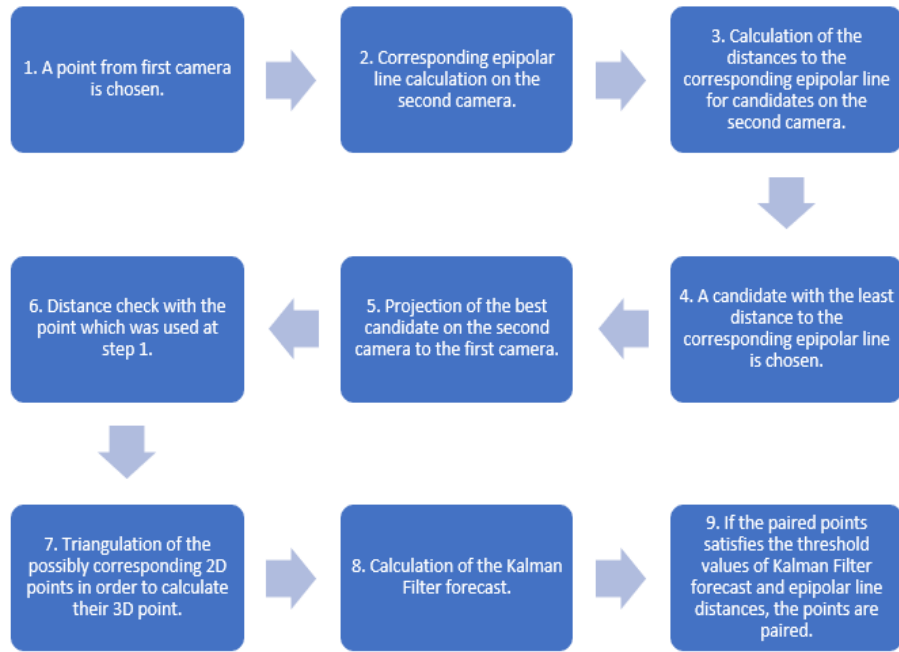 1. A point from first camera
is chosen.
2. Corresponding epipolar
line calculation on the
second camera.
3. Calculation of the
distances to the
corresponding epipolar line
for candidates on the
second camera.
4. A candidate with the least
distance to the
corresponding epipolar line
is chosen.
5. Projection of the best
candidate on the second
camera to the first camera.
6. Distance check with the
point which was used at
step 1.
7. Triangulation of the
possibly corresponding 2D
points in order to calculate
their 3D point.
8. Calculation of the Kalman
Filter forecast.
9. If the paired points
satisfies the threshold
values of Kalman Filter
forecast and epipolar line
distances, the points are
paired.